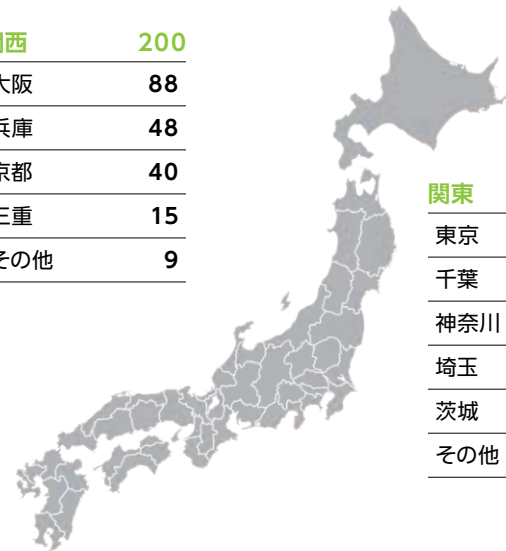 関西 200
大阪 88
兵庫 48
京都 40
三重 15
その他 9
関東
東京
千葉
神奈川
埼玉
茨城
その他